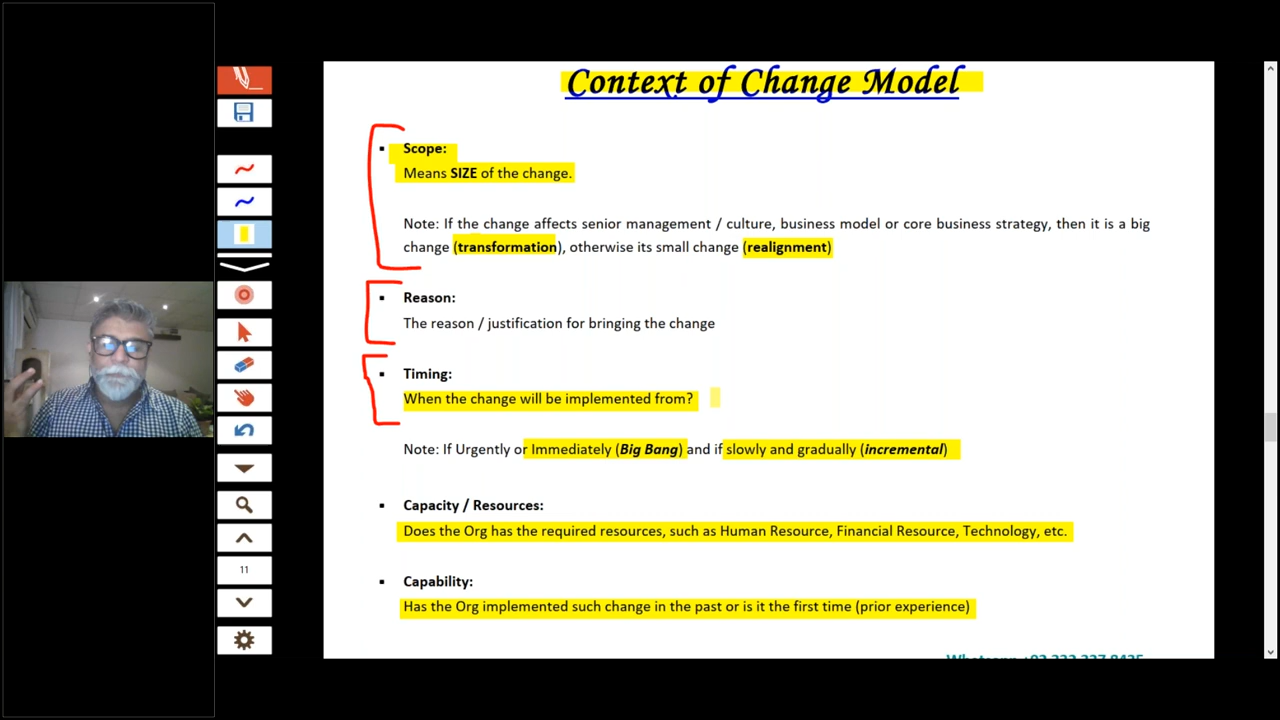 Context of Change Model
▪ Scope:
Means SIZE of the change.
Note: If the change affects senior management / culture, business model or core business strategy, then it is a big
change (transformation), otherwise its small change (realignment)
▪ Reason:
The reason / justification for bringing the change
▪ Timing:
When the change will be implemented from?
Note: If Urgently or Immediately (Big Bang) and if slowly and gradually (incremental)
▪ Capacity / Resources:
Does the Org has the required resources, such as Human Resource, Financial Resource, Technology, etc.
▪ Capability:
Has the Org implemented such change in the past or is it the first time (prior experience)
11